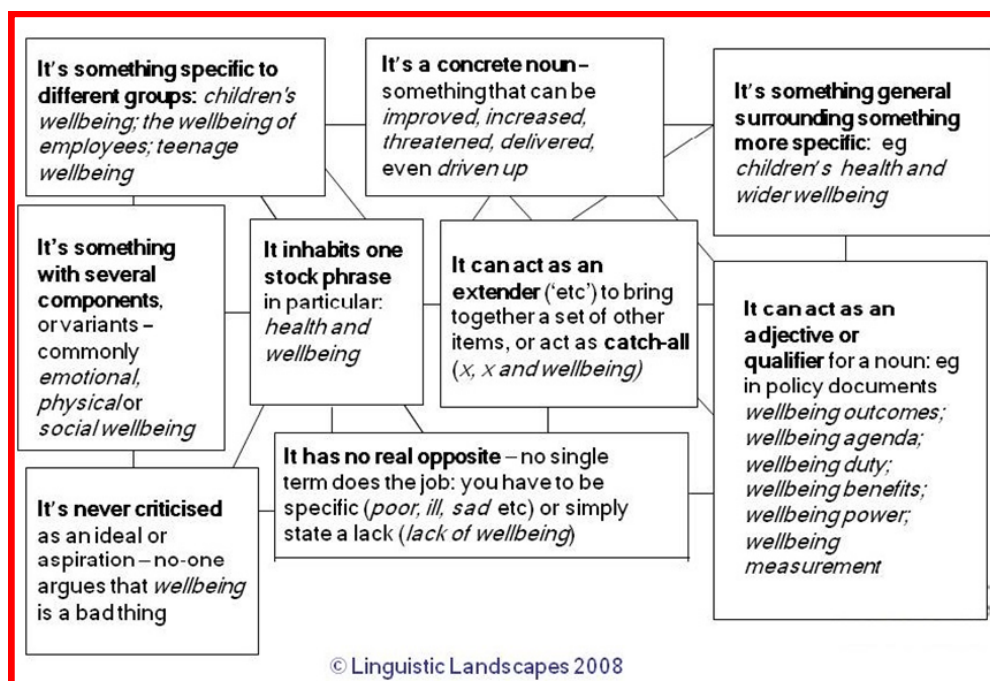 It's something specific to
different groups: children's
wellbeing; the wellbeing of
employees; teenage
wellbeing
It's a concrete noun –
something that can be
improved, increased,
threatened, delivered,
even driven up
It's something general
surrounding something
more specific: eg
children's health and
wider wellbeing
It's something
with several
components,
or variants –
commonly
emotional,
physical or
social wellbeing
It inhabits one
stock phrase
in particular:
health and
wellbeing
It can act as an
extender ('etc') to bring
together a set of other
items, or act as catch-all
(x, x and wellbeing)
It can act as an
adjective or
qualifier for a noun: eg
in policy documents
wellbeing outcomes;
wellbeing agenda;
wellbeing duty;
wellbeing benefits;
wellbeing power;
wellbeing
measurement
It's never criticised
as an ideal or
aspiration – no-one
argues that wellbeing
is a bad thing
It has no real opposite – no single
term does the job: you have to be
specific (poor, ill, sad etc) or simply
state a lack (lack of wellbeing)
© Linguistic Landscapes 2008